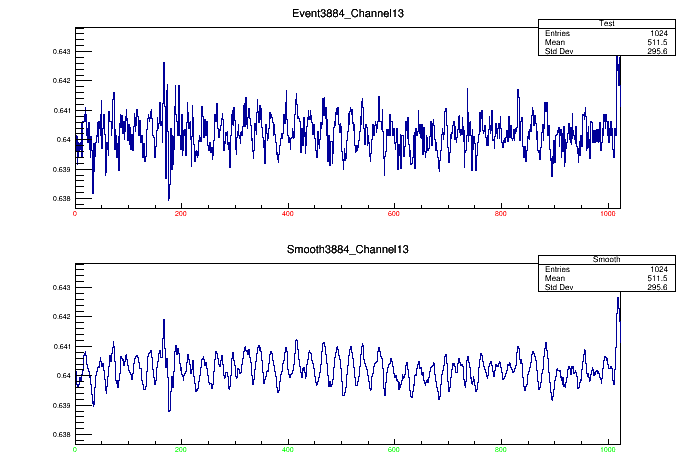 Event3884_Channel13
Test
Entries 1024
Mean 511.5
Std Dev 295.6
0.643
0.642
0.641
0.64
0.639
0.638
0 200 400 600 800 1000
Smooth3884_Channel13
Smooth
Entries 1024
Mean 511.5
Std Dev 295.6
0.643
0.642
0.641
0.64
0.639
0.638
0 200 400 600 800 1000